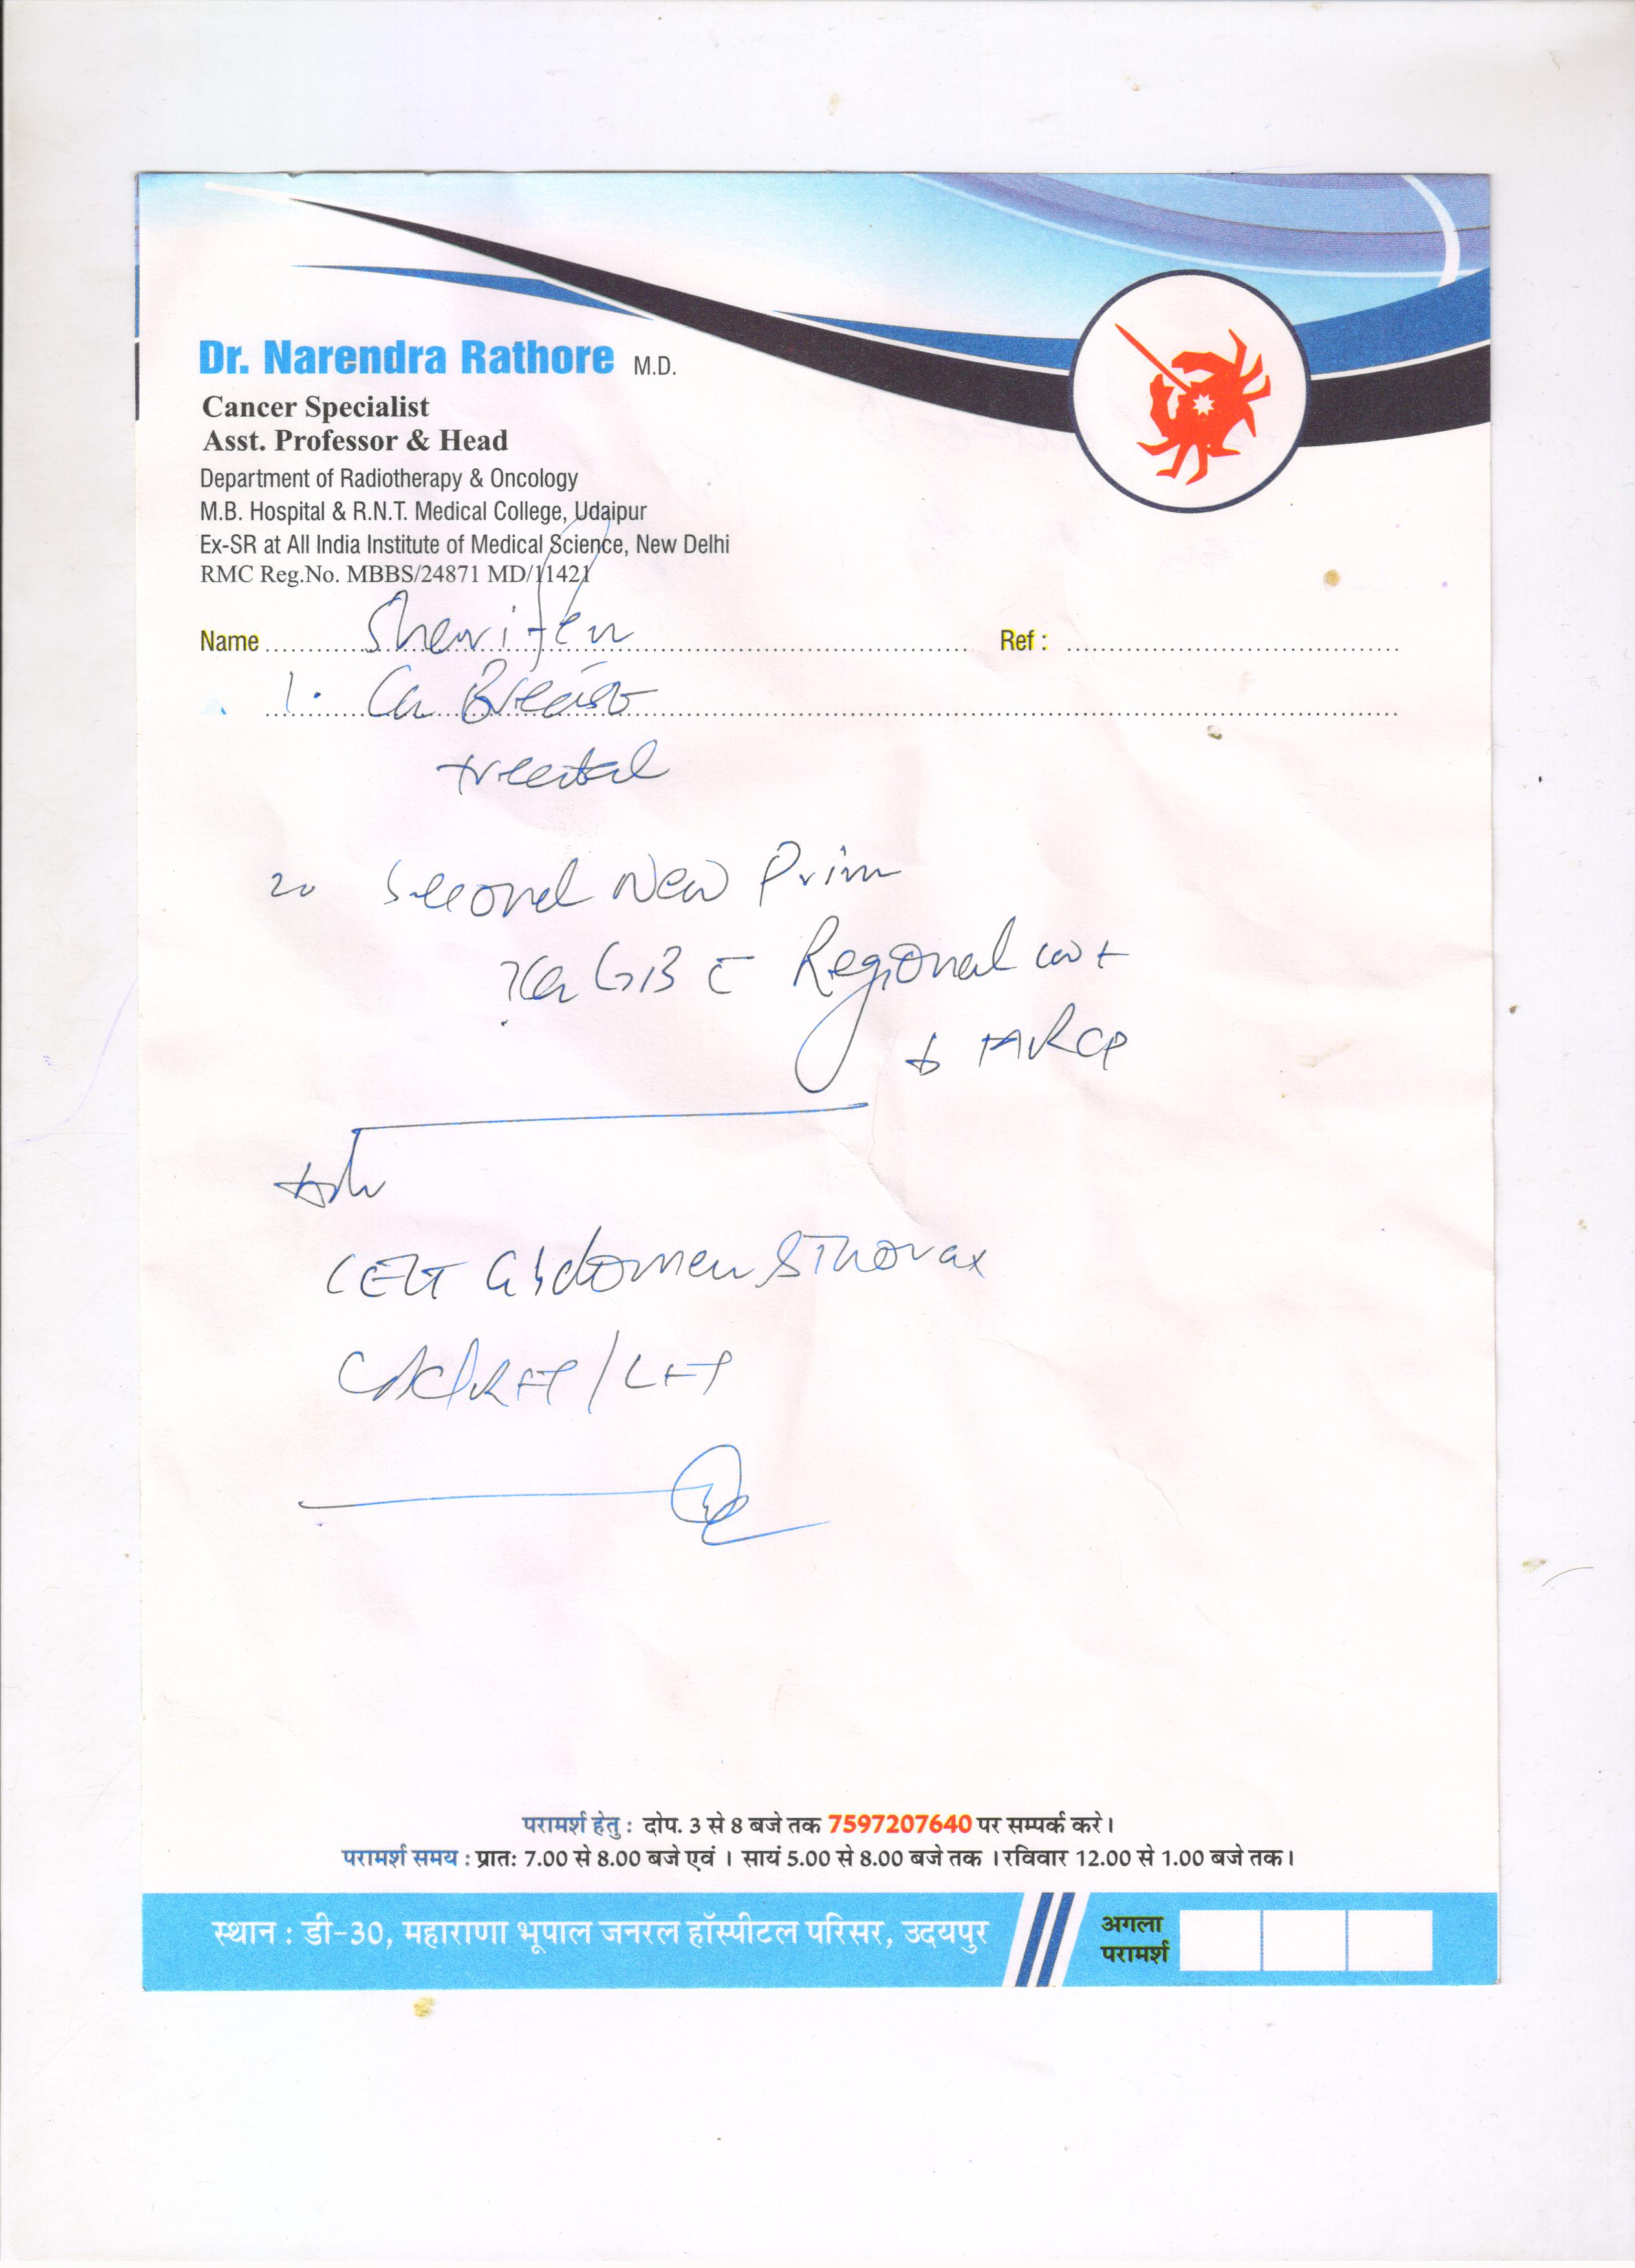 Dr. Narendra Rathore M.D.
Cancer Specialist
Asst. Professor & Head
Department of Radiotherapy & Oncology
M.B. Hospital & R.N.T. Medical College, Udaipur
Ex-SR at All India Institute of Medical Science, New Delhi
RMC Reg.No. MBBS/24871 MD/11421
Name
Ref :
1. Ca Breast
treated
Second New Prim
?Ca GB c Regional
MRCP
CECT Abdomen & Thorax
CBC/RFT/LFT
परामर्श हेतु : दोप. 3 से 8 बजे तक 7597207640 पर सम्पर्क करे।
परामर्श समय : प्रातः 7.00 से 8.00 बजे एवं । सायं 5.00 से 8.00 बजे तक । रविवार 12.00 से 1.00 बजे तक।
स्थान : डी-30, महाराणा भूपाल जनरल हॉस्पीटल परिसर, उदयपुर
अगला
परामर्श